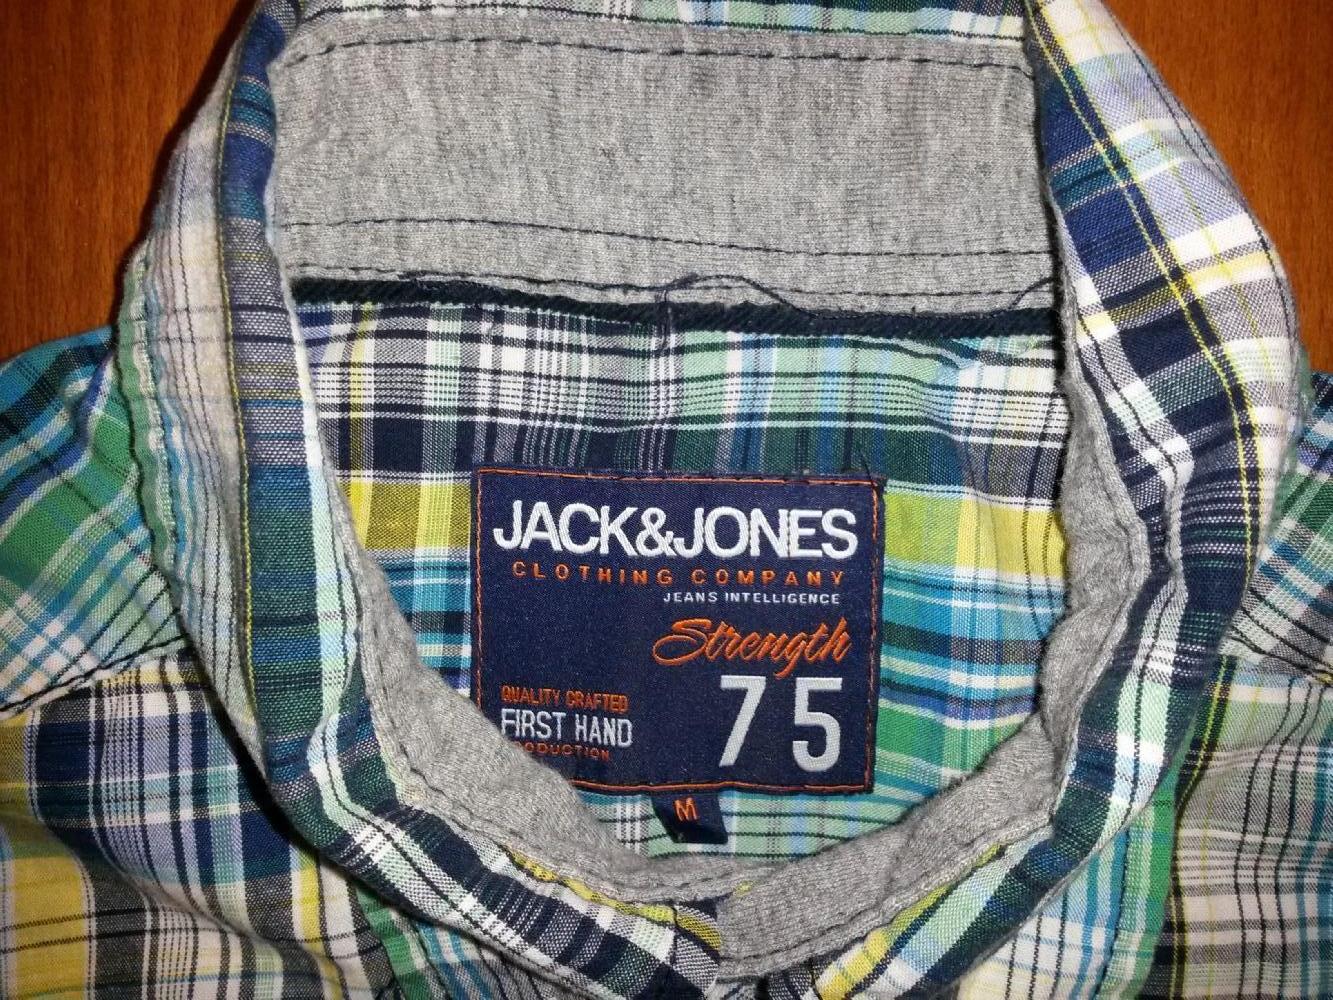 JACK&JONES
CLOTHING COMPANY
JEANS INTELLIGENCE
Strength
75
QUALITY CRAFTED
FIRST HAND
M